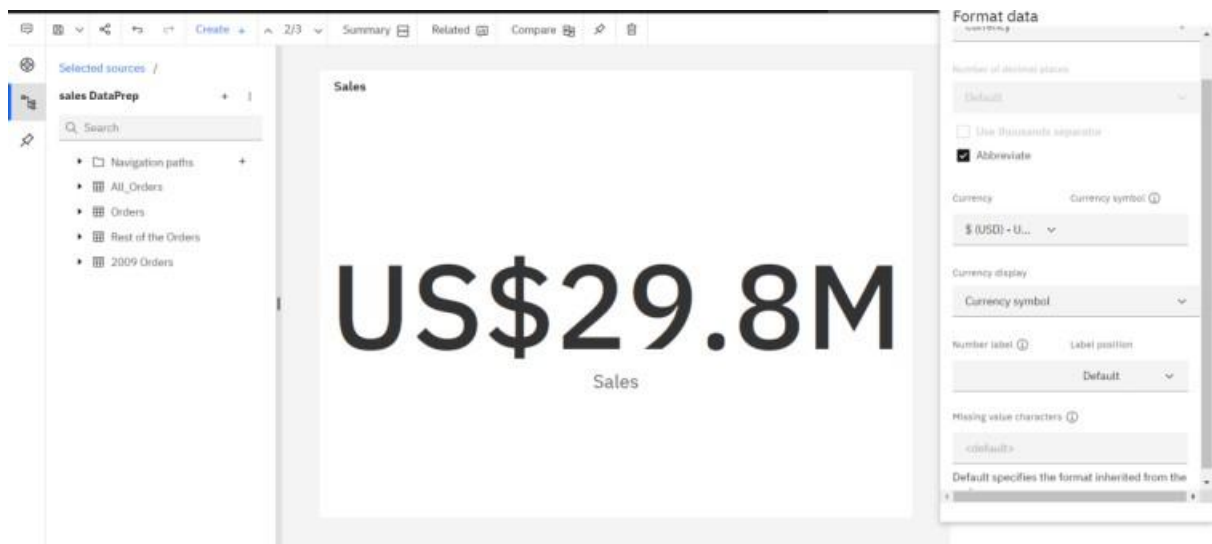 Create + 2/3 Summary Related Compare
Format data
Currency
Selected sources /
sales DataPrep + ⋮
Search
Navigation paths +
All_Orders
Orders
Rest of the Orders
2009 Orders
Sales
US$29.8M
Sales
Number of decimal places
Default
Use thousands separator
Abbreviate
Currency Currency symbol
$ (USD) - U...
Currency display
Currency symbol
Number label Label position
Default
Missing value characters
<default>
Default specifies the format inherited from the